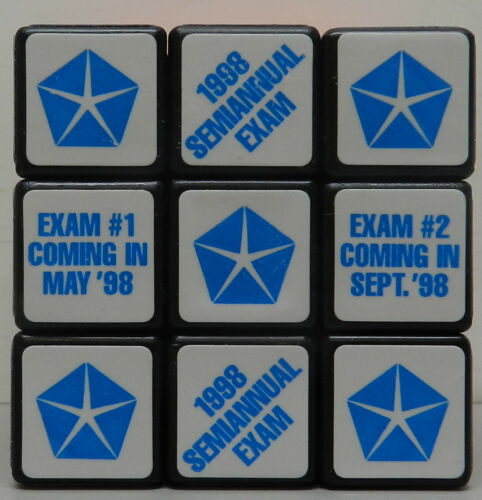 1998
SEMIANNUAL
EXAM
EXAM #1
COMING IN
MAY '98
EXAM #2
COMING IN
SEPT. '98
1998
SEMIANNUAL
EXAM